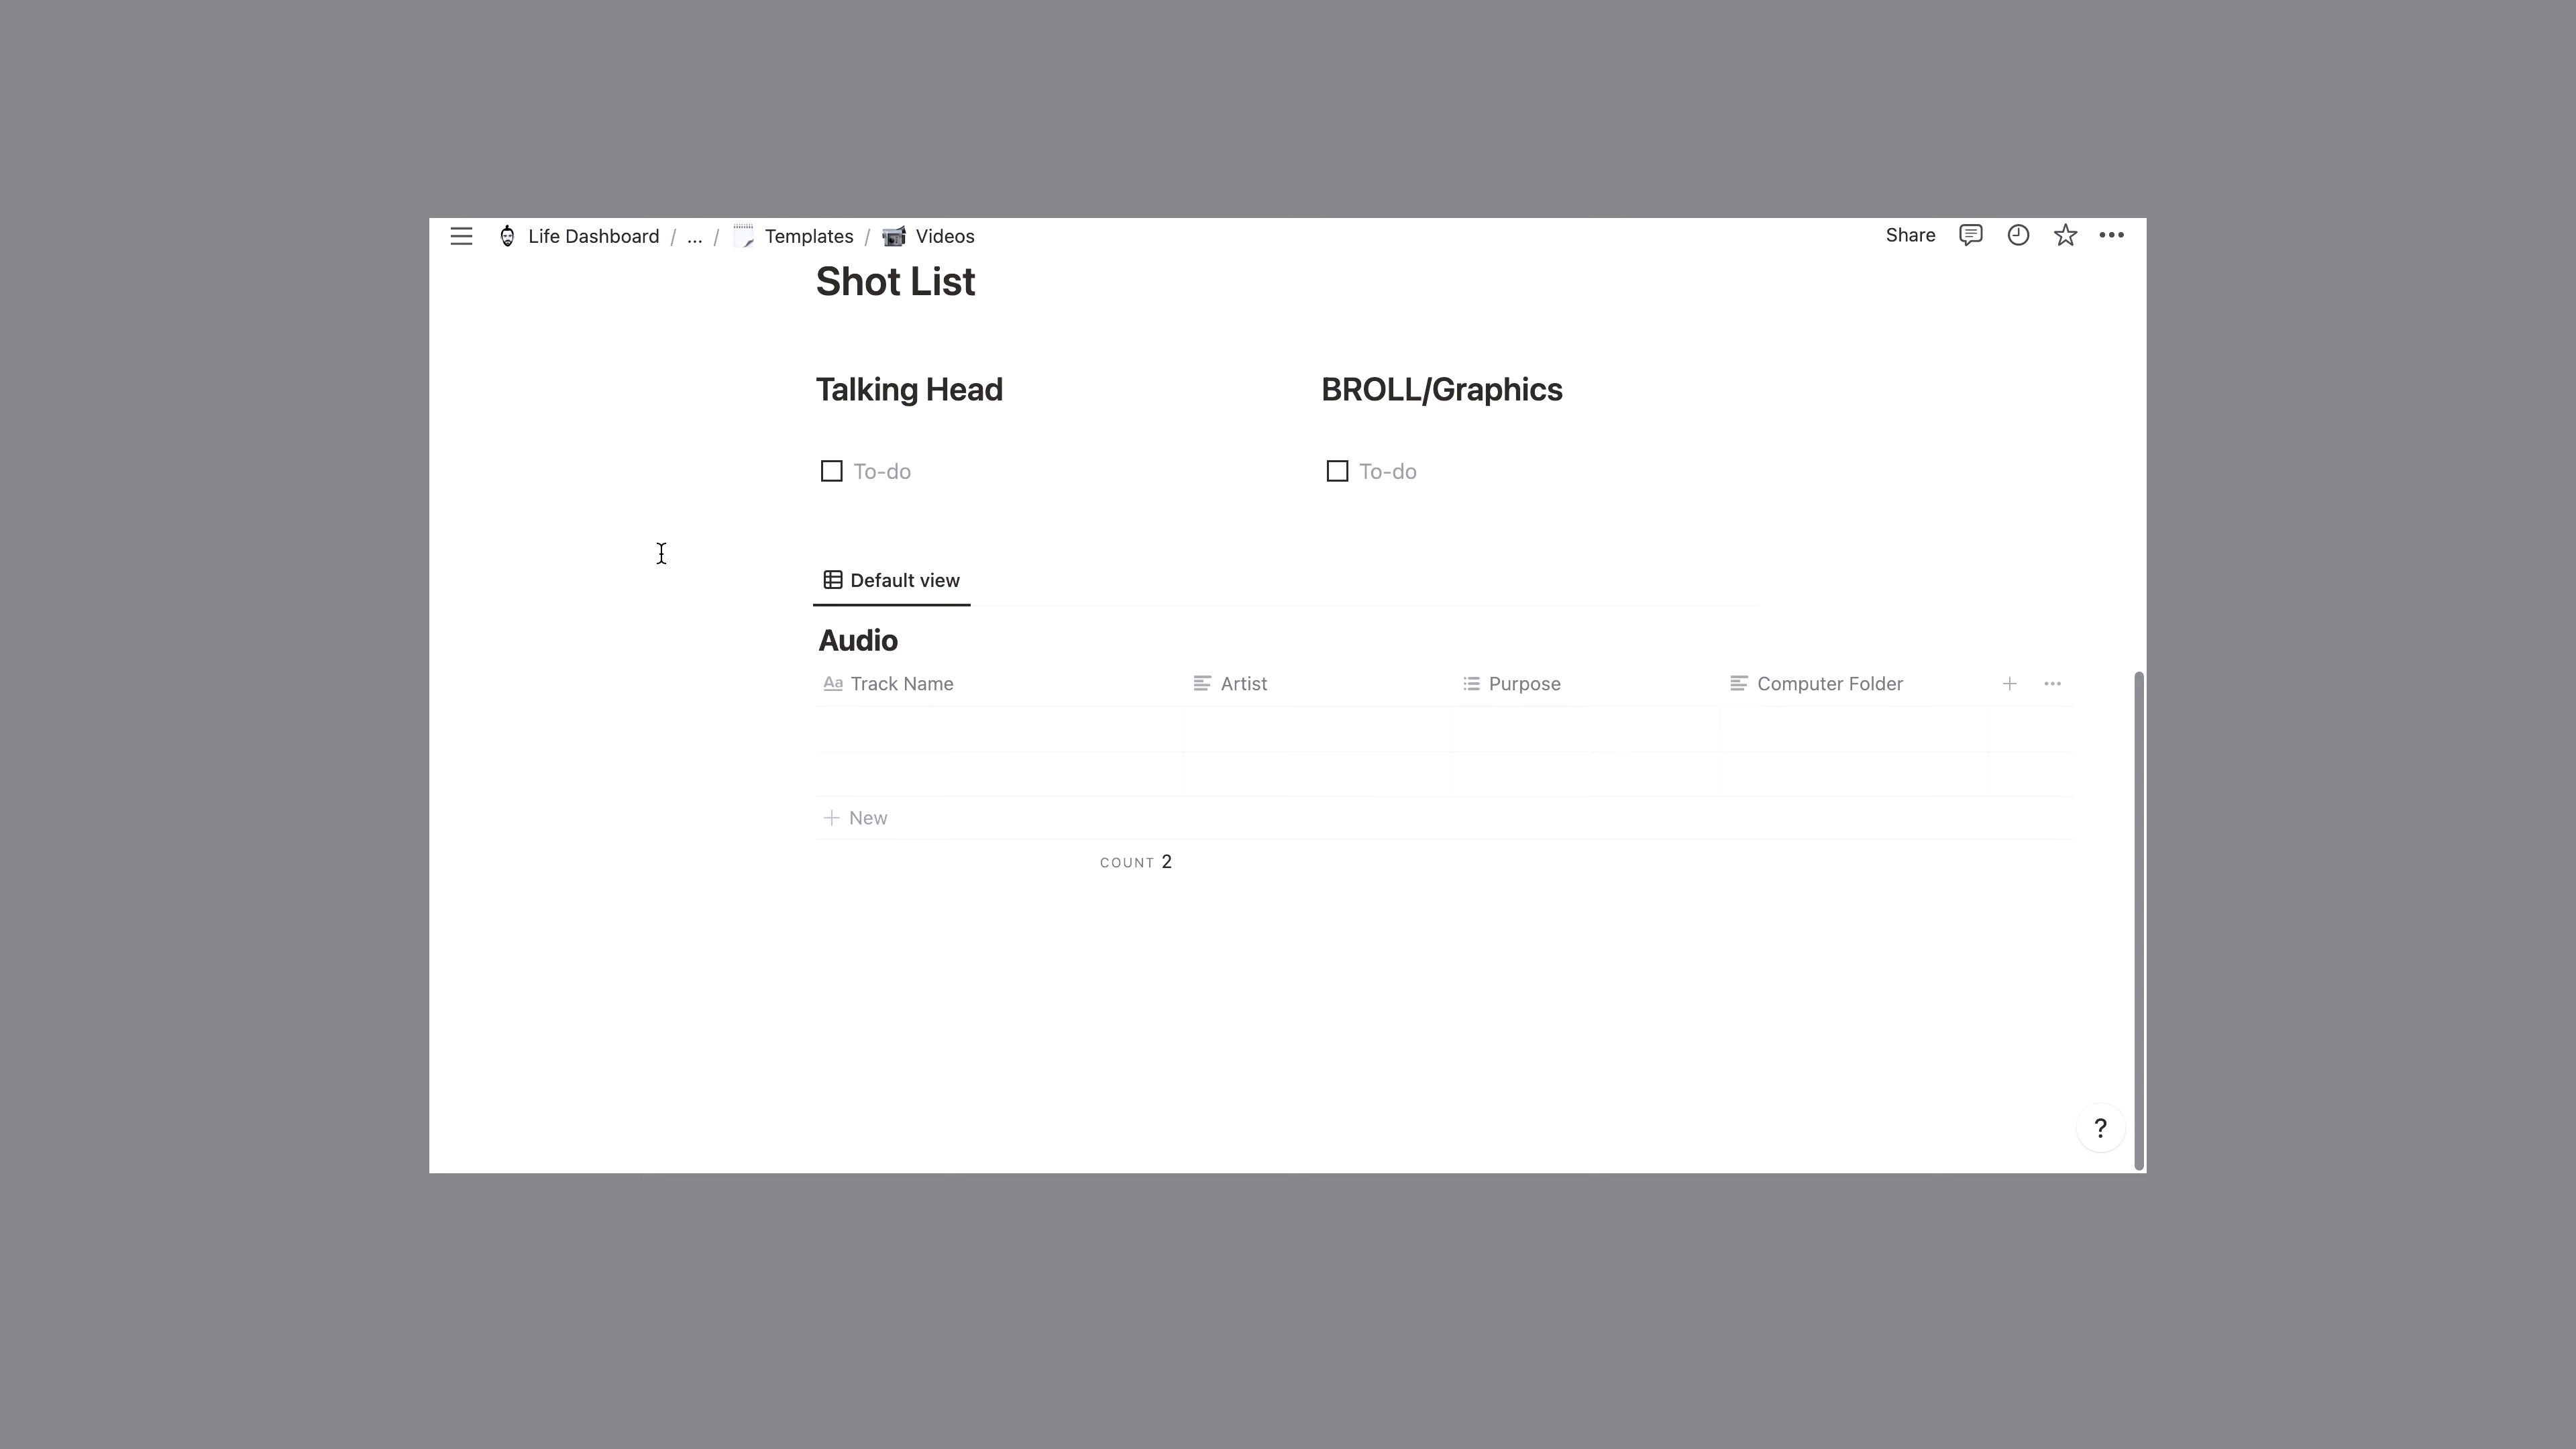 Life Dashboard / ... / Templates / Videos
Share
Shot List
Talking Head
BROLL/Graphics
To-do
To-do
Default view
Audio
Aa Track Name
Artist
Purpose
Computer Folder
+ New
COUNT 2
?